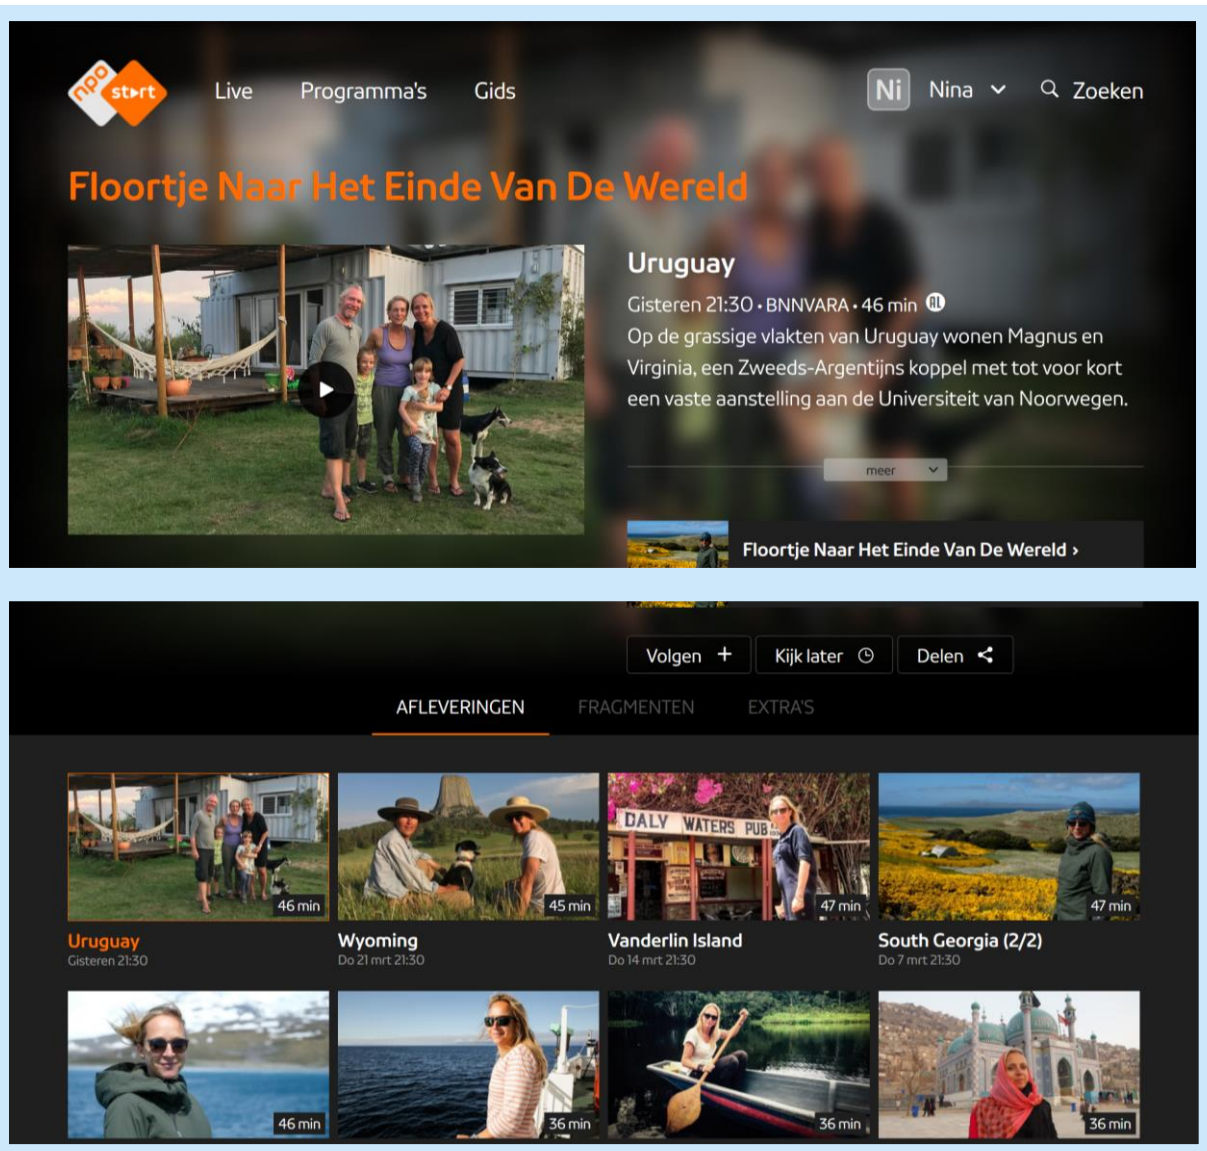 npo
start
Live
Programma's
Gids
Ni
Nina
Zoeken
Floortje Naar Het Einde Van De Wereld
Uruguay
Gisteren 21:30 • BNNVARA • 46 min AL
Op de grassige vlakten van Uruguay wonen Magnus en
Virginia, een Zweeds-Argentijns koppel met tot voor kort
een vaste aanstelling aan de Universiteit van Noorwegen.
meer
Floortje Naar Het Einde Van De Wereld ›
Volgen +
Kijk later
Delen
AFLEVERINGEN
FRAGMENTEN
EXTRA'S
46 min
Uruguay
Gisteren 21:30
45 min
Wyoming
Do 21 mrt 21:30
DALY WATERS PUB
47 min
Vanderlin Island
Do 14 mrt 21:30
47 min
South Georgia (2/2)
Do 7 mrt 21:30
46 min
36 min
36 min
36 min